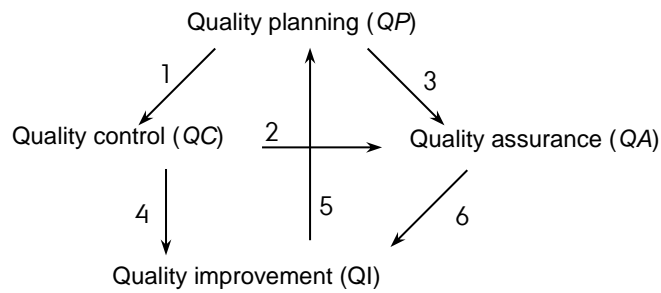 Quality planning (QP)
1
3
Quality control (QC)
2
Quality assurance (QA)
4
5
6
Quality improvement (QI)